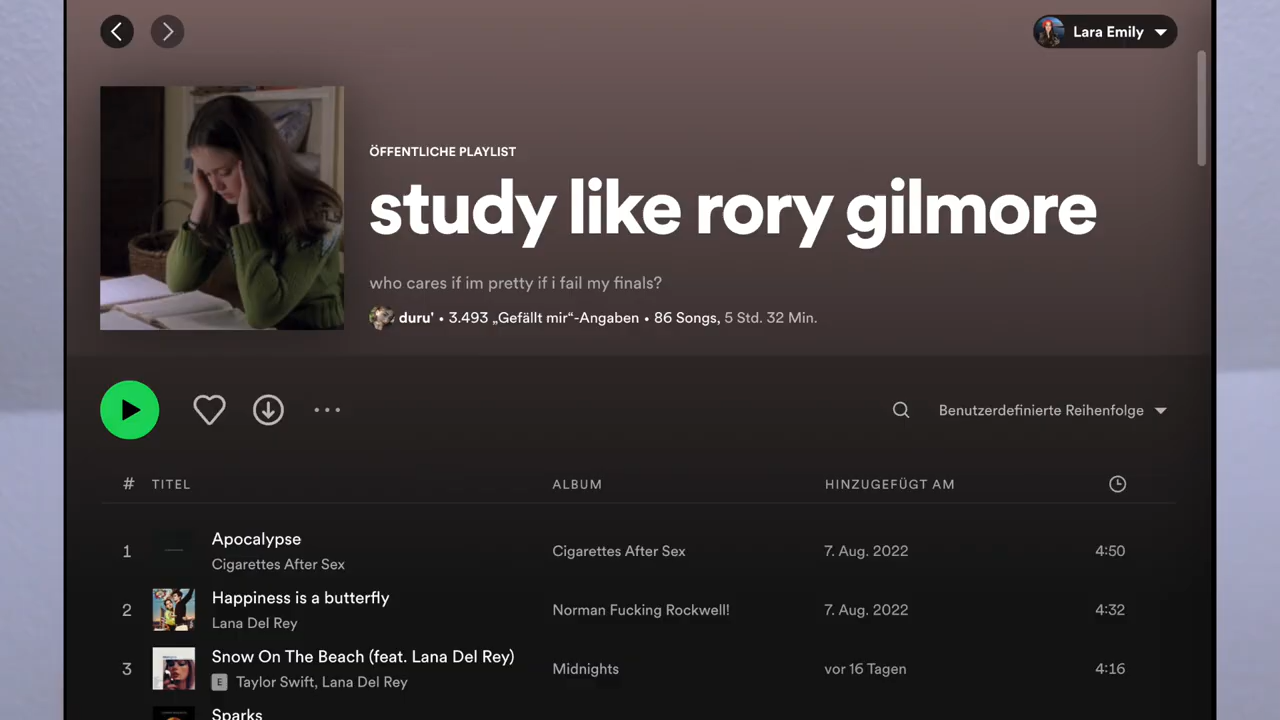 Lara Emily
ÖFFENTLICHE PLAYLIST
study like rory gilmore
who cares if im pretty if i fail my finals?
duru' • 3.493 „Gefällt mir“-Angaben • 86 Songs, 5 Std. 32 Min.
Benutzerdefinierte Reihenfolge
# TITEL ALBUM HINZUGEFÜGT AM
1 Apocalypse Cigarettes After Sex 7. Aug. 2022 4:50
Cigarettes After Sex
2 Happiness is a butterfly Norman Fucking Rockwell! 7. Aug. 2022 4:32
Lana Del Rey
3 Snow On The Beach (feat. Lana Del Rey) Midnights vor 16 Tagen 4:16
E Taylor Swift, Lana Del Rey
Sparks